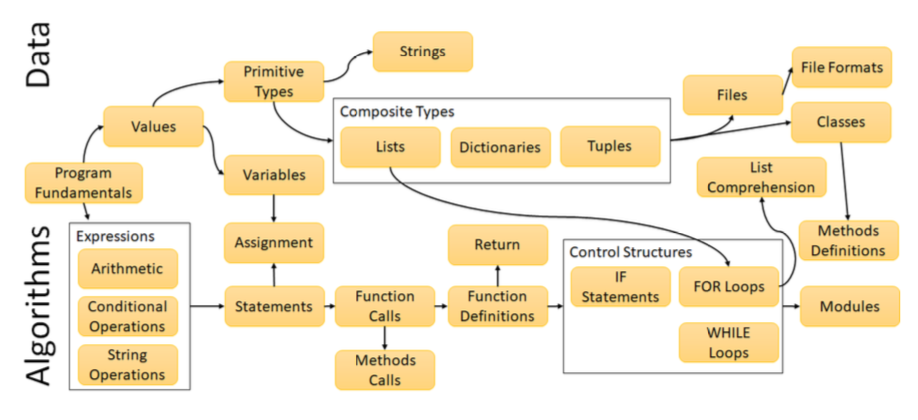 Data
Strings
Primitive
Types
File Formats
Files
Composite Types
Values
Classes
Lists
Dictionaries
Tuples
Program
Fundamentals
Variables
List
Comprehension
Algorithms
Expressions
Assignment
Return
Control Structures
Methods
Definitions
Arithmetic
IF
Statements
FOR Loops
Conditional
Operations
Statements
Function
Calls
Function
Definitions
Modules
WHILE
Loops
String
Operations
Methods
Calls